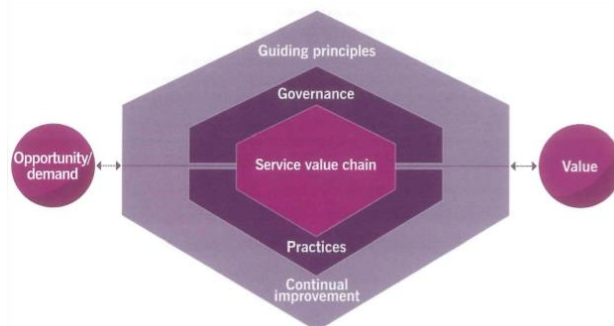 Guiding principles
Governance
Opportunity/
demand
Service value chain
Value
Practices
Continual
improvement